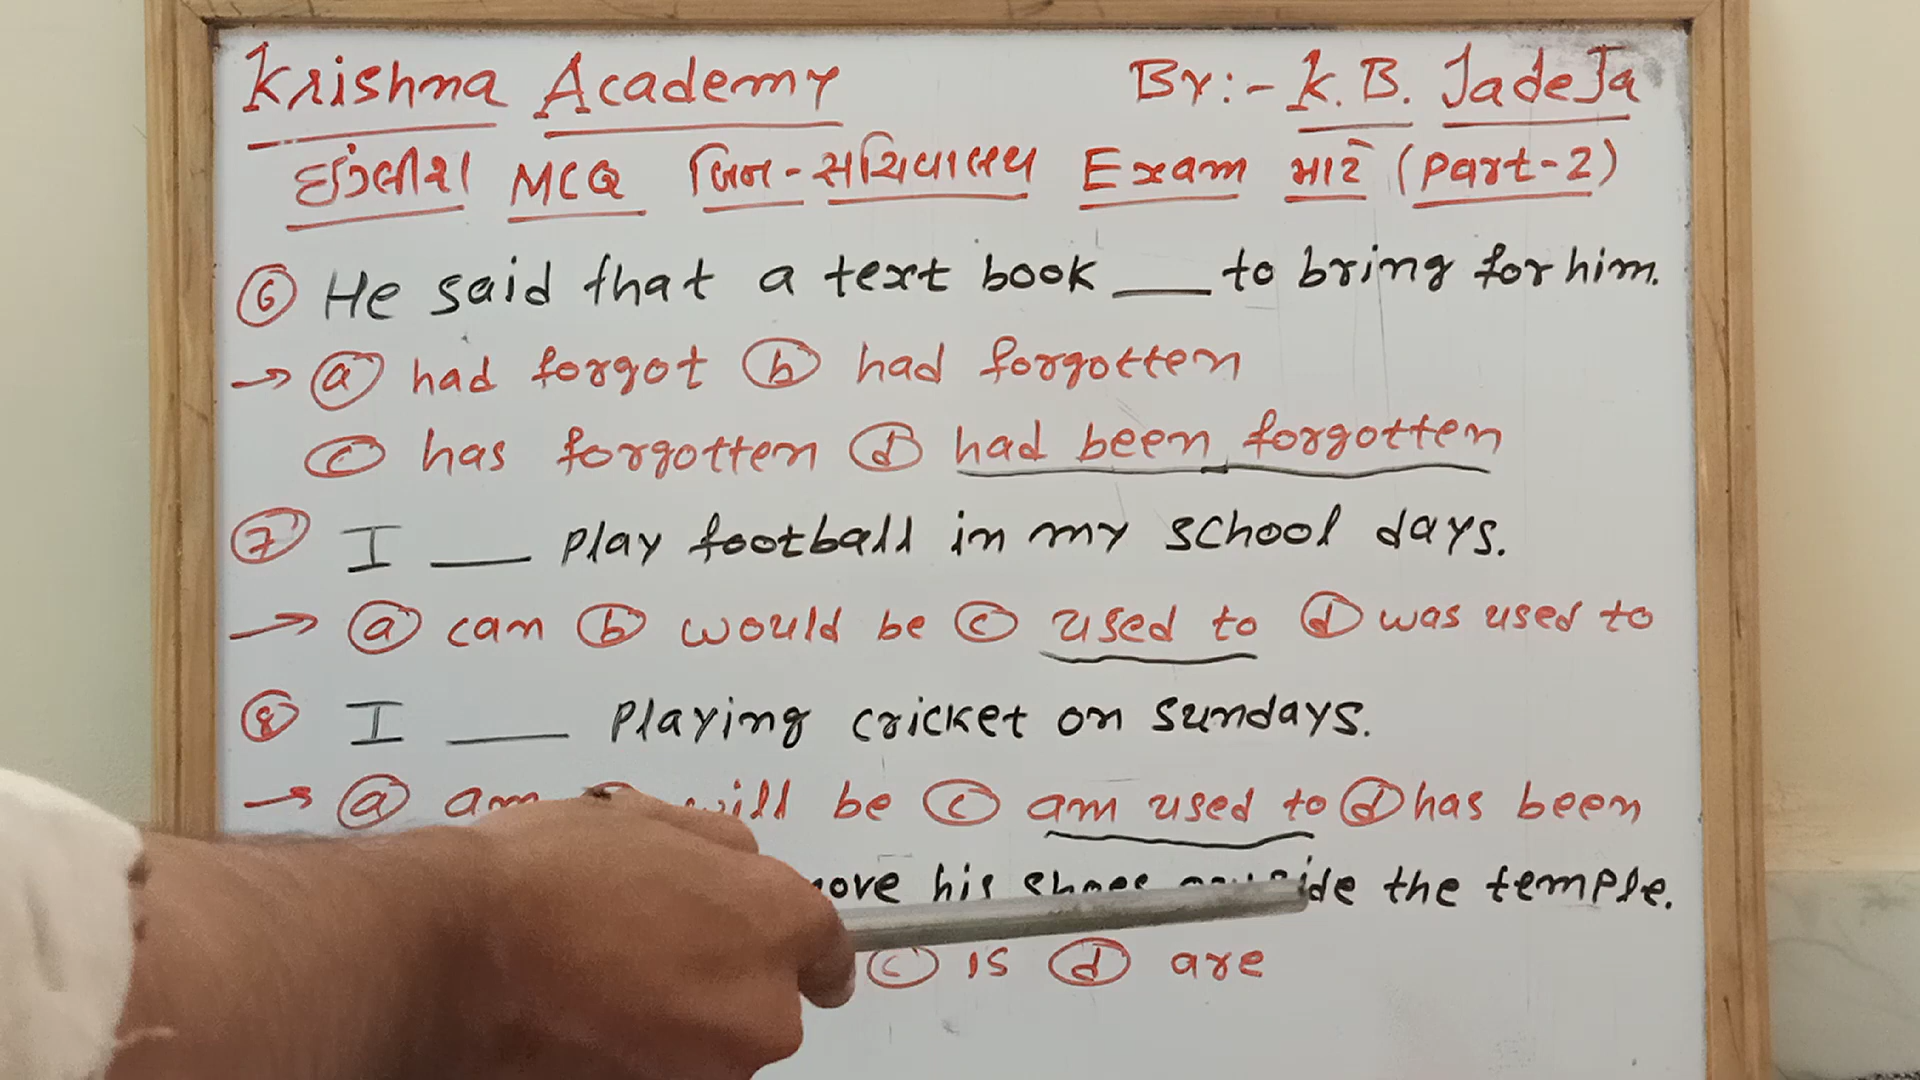 Krishna Academy By:- K. B. Jadeja
ઈંગ્લીશ MCQ બિન-સચિવાલય Exam માટે (Part-2)
6 He said that a text book ___ to bring for him.
→ a had forgot b had forgotten
c has forgotten d had been forgotten
7 I ___ play football in my school days.
→ a can b would be c used to d was used to
8 I ___ playing cricket on sundays.
→ a am will be c am used to d has been
his shoes outside the temple.
c is d are